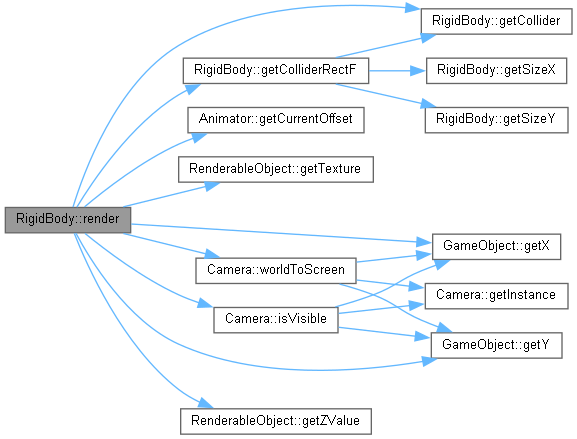 RigidBody::render
RigidBody::getCollider
RigidBody::getColliderRectF
RigidBody::getSizeX
RigidBody::getSizeY
Animator::getCurrentOffset
RenderableObject::getTexture
GameObject::getX
Camera::worldToScreen
Camera::getInstance
Camera::isVisible
GameObject::getY
RenderableObject::getZValue